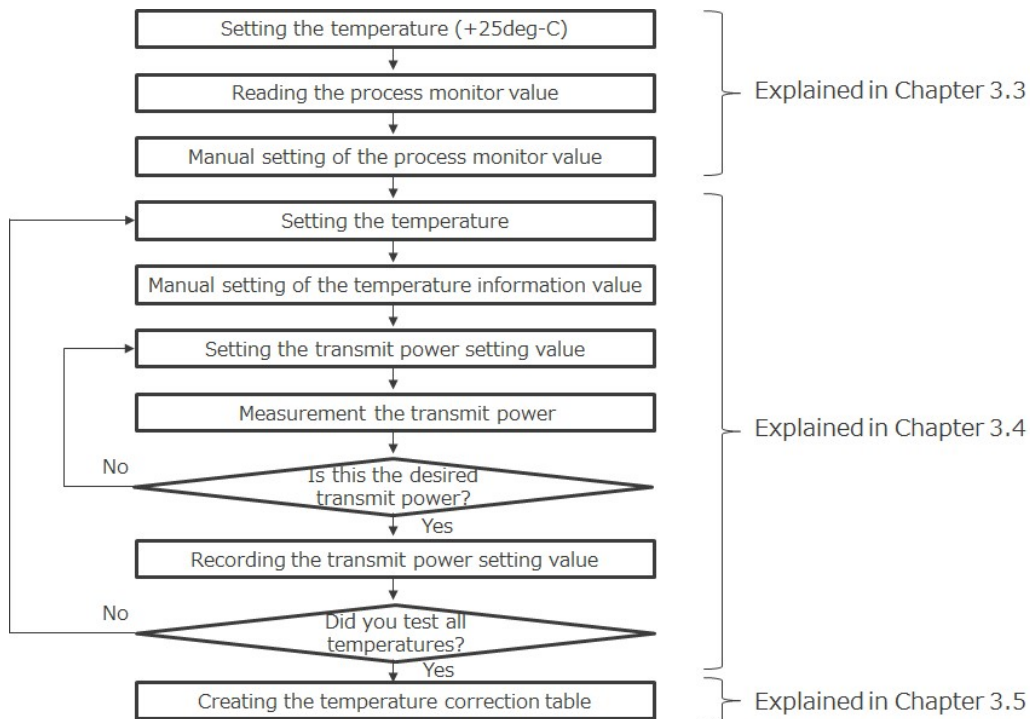 Setting the temperature (+25deg-C)
Reading the process monitor value
Explained in Chapter 3.3
Manual setting of the process monitor value
Setting the temperature
Manual setting of the temperature information value
Setting the transmit power setting value
Measurement the transmit power
Explained in Chapter 3.4
No
Is this the desired
transmit power?
Yes
Recording the transmit power setting value
No
Did you test all
temperatures?
Yes
Creating the temperature correction table
Explained in Chapter 3.5